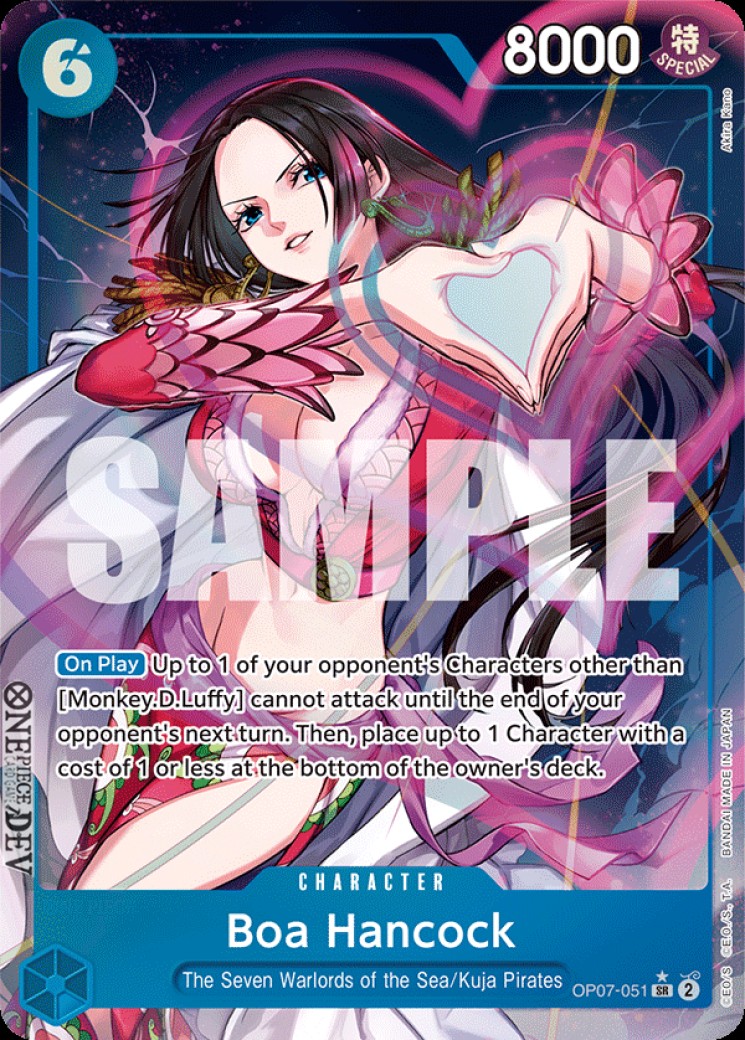 6
8000
特
SPECIAL
Akira Kano
SAMPLE
On Play Up to 1 of your opponent's Characters other than
[Monkey.D.Luffy] cannot attack until the end of your
opponent's next turn. Then, place up to 1 Character with a
cost of 1 or less at the bottom of the owner's deck.
ONE PIECE DEV
CARD GAME
BANDAI MADE IN JAPAN
©E.O/S ©E.O./S., T.A.
CHARACTER
Boa Hancock
The Seven Warlords of the Sea/Kuja Pirates
OP07-051 SR 2